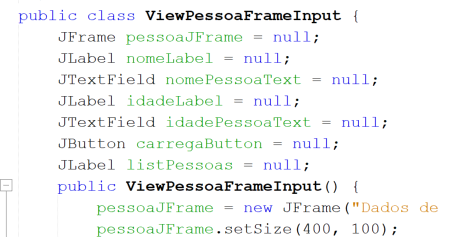 public class ViewPessoaFrameInput {
JFrame pessoaJFrame = null;
JLabel nomeLabel = null;
JTextField nomePessoaText = null;
JLabel idadeLabel = null;
JTextField idadePessoaText = null;
JButton carregaButton = null;
JLabel listPessoas = null;
public ViewPessoaFrameInput() {
pessoaJFrame = new JFrame("Dados de
pessoaJFrame.setSize(400, 100);